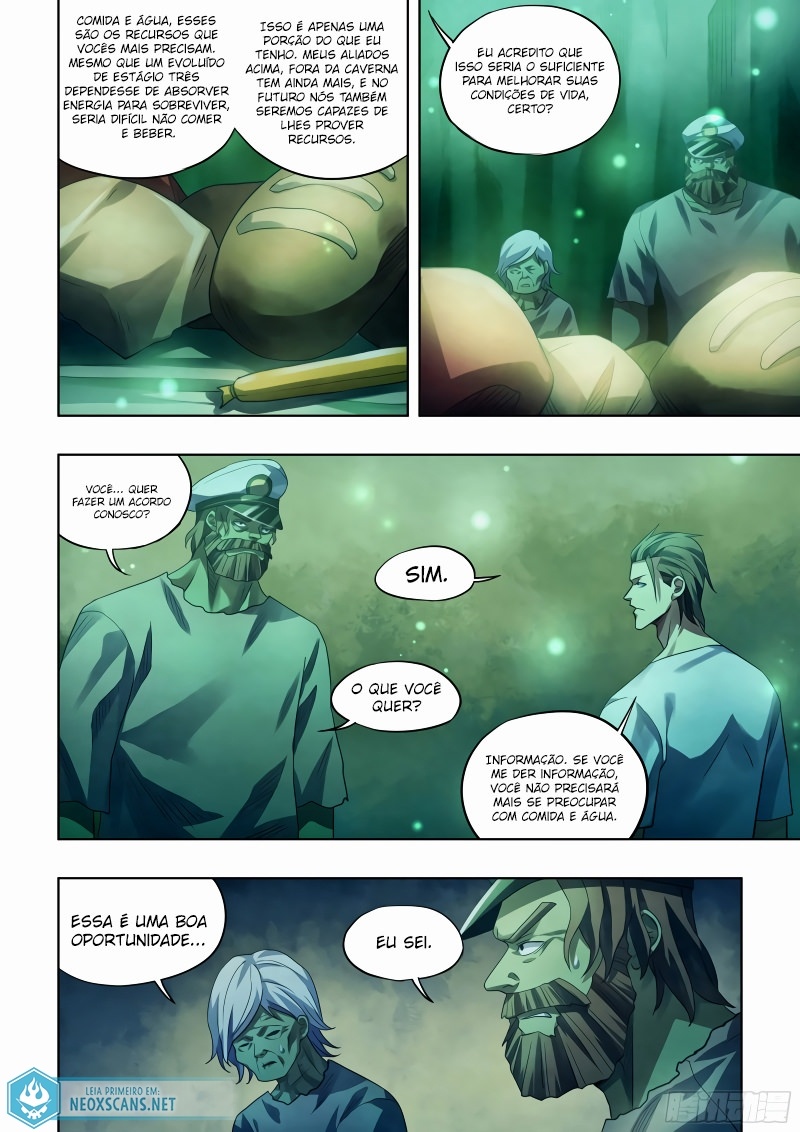 COMIDA E ÁGUA, ESSES
SÃO OS RECURSOS QUE
VOCÊS MAIS PRECISAM.
MESMO QUE UM EVOLUÍDO
DE ESTÁGIO TRÊS
DEPENDESSE DE ABSORVER
ENERGIA PARA SOBREVIVER,
SERIA DIFÍCIL NÃO COMER
E BEBER.
ISSO É APENAS UMA
PORÇÃO DO QUE EU
TENHO. MEUS ALIADOS
ACIMA, FORA DA CAVERNA
TEM AINDA MAIS, E NO
FUTURO NÓS TAMBÉM
SEREMOS CAPAZES DE
LHES PROVER
RECURSOS.
EU ACREDITO QUE
ISSO SERIA O SUFICIENTE
PARA MELHORAR SUAS
CONDIÇÕES DE VIDA,
CERTO?
VOCÊ... QUER
FAZER UM ACORDO
CONOSCO?
SIM.
O QUE VOCÊ
QUER?
INFORMAÇÃO. SE VOCÊ
ME DER INFORMAÇÃO,
VOCÊ NÃO PRECISARÁ
MAIS SE PREOCUPAR
COM COMIDA E ÁGUA.
ESSA É UMA BOA
OPORTUNIDADE...
EU SEI.
LEIA PRIMEIRO EM:
NEOXSCANS.NET